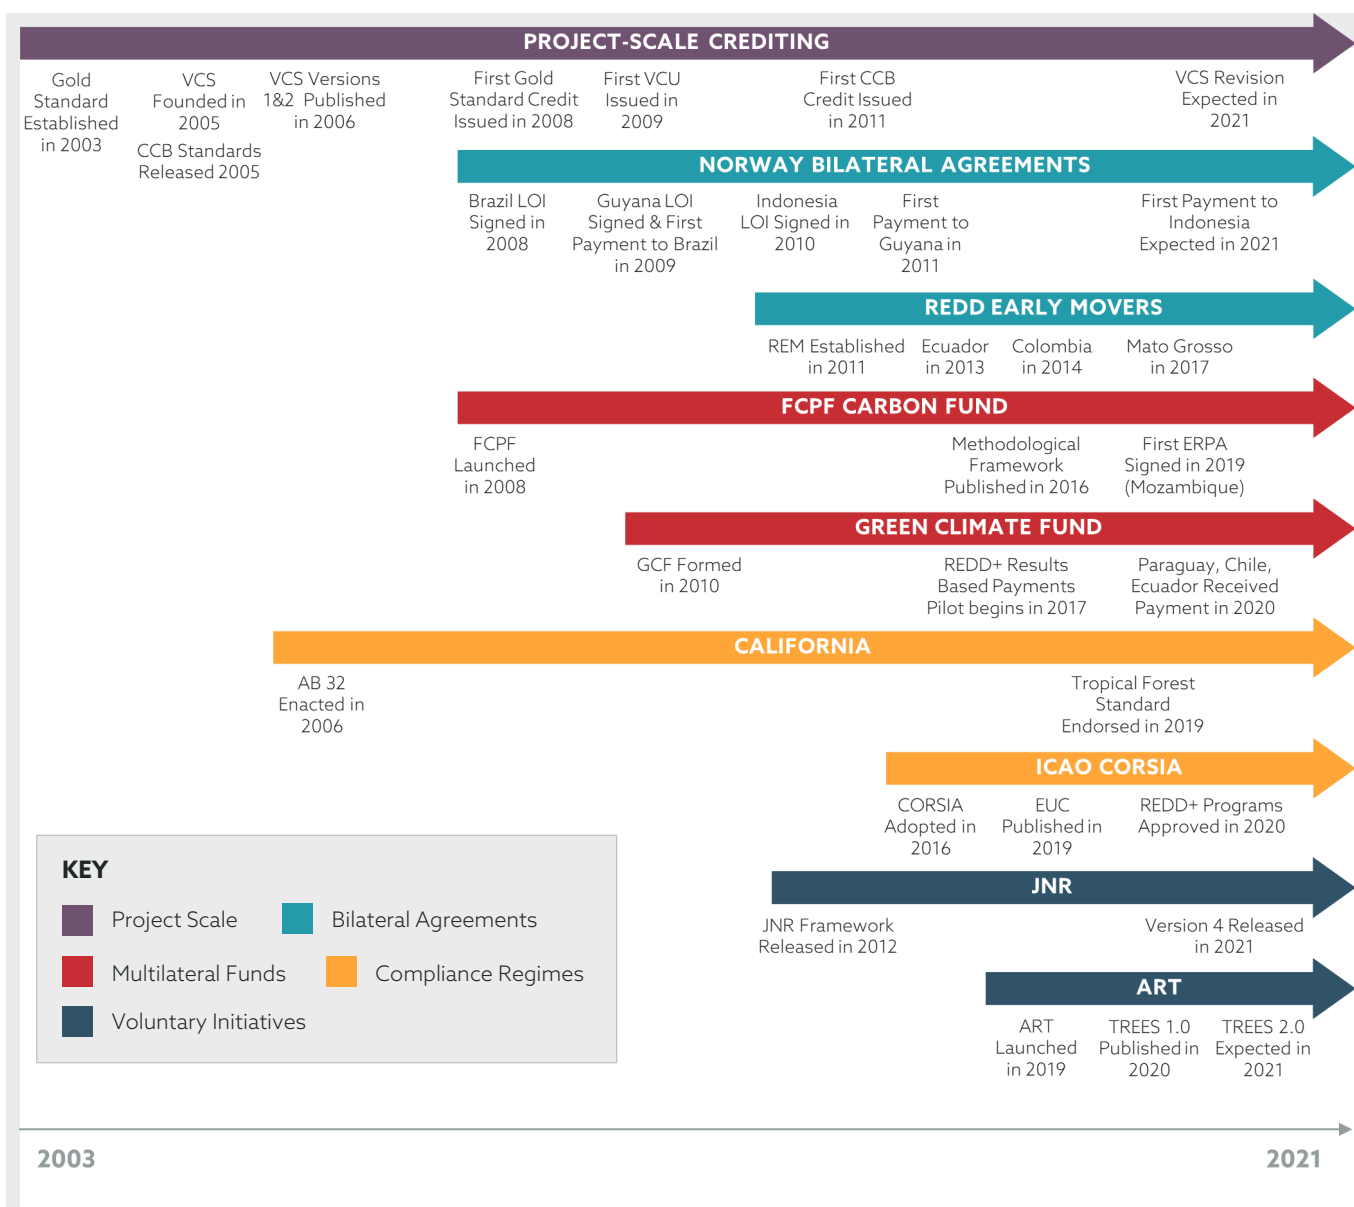 PROJECT-SCALE CREDITING
Gold
Standard
Established
in 2003
VCS
Founded in
2005
CCB Standards
Released 2005
VCS Versions
1&2 Published
in 2006
First Gold
Standard Credit
Issued in 2008
First VCU
Issued in
2009
First CCB
Credit Issued
in 2011
VCS Revision
Expected in
2021
NORWAY BILATERAL AGREEMENTS
Brazil LOI
Signed in
2008
Guyana LOI
Signed & First
Payment to Brazil
in 2009
Indonesia
LOI Signed in
2010
First
Payment to
Guyana in
2011
First Payment to
Indonesia
Expected in 2021
REDD EARLY MOVERS
REM Established
in 2011
Ecuador
in 2013
Colombia
in 2014
Mato Grosso
in 2017
FCPF CARBON FUND
FCPF
Launched
in 2008
Methodological
Framework
Published in 2016
First ERPA
Signed in 2019
(Mozambique)
GREEN CLIMATE FUND
GCF Formed
in 2010
REDD+ Results
Based Payments
Pilot begins in 2017
Paraguay, Chile,
Ecuador Received
Payment in 2020
CALIFORNIA
AB 32
Enacted in
2006
Tropical Forest
Standard
Endorsed in 2019
ICAO CORSIA
CORSIA
Adopted in
2016
EUC
Published in
2019
REDD+ Programs
Approved in 2020
JNR
JNR Framework
Released in 2012
Version 4 Released
in 2021
ART
ART
Launched
in 2019
TREES 1.0
Published in
2020
TREES 2.0
Expected in
2021
KEY
Project Scale
Bilateral Agreements
Multilateral Funds
Compliance Regimes
Voluntary Initiatives
2003
2021